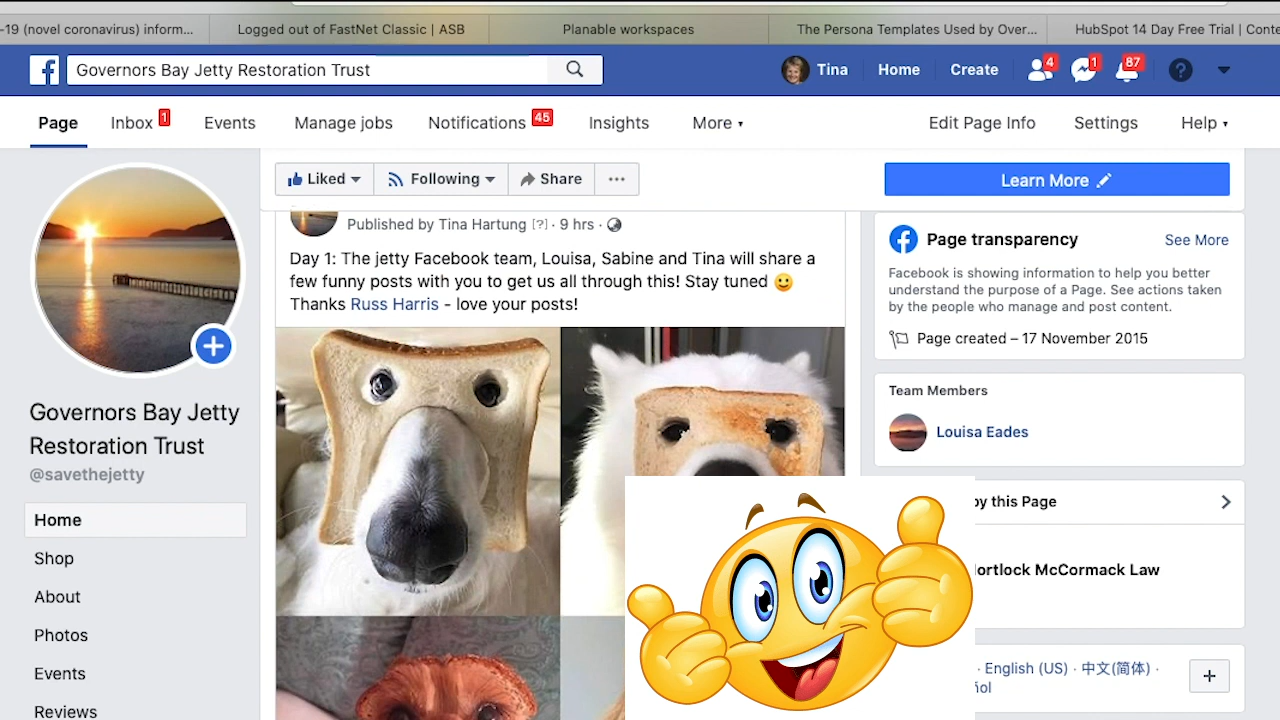 -19 (novel coronavirus) inform...
Logged out of FastNet Classic | ASB
Planable workspaces
The Persona Templates Used by Over...
HubSpot 14 Day Free Trial | Conte
Governors Bay Jetty Restoration Trust
Tina
Home
Create
4
1
87
?
Page
Inbox 1
Events
Manage jobs
Notifications 45
Insights
More
Edit Page Info
Settings
Help
Liked
Following
Share
Learn More
Published by Tina Hartung [?] · 9 hrs ·
Day 1: The jetty Facebook team, Louisa, Sabine and Tina will share a
few funny posts with you to get us all through this! Stay tuned 😀
Thanks Russ Harris - love your posts!
Governors Bay Jetty
Restoration Trust
@savethejetty
Home
Shop
About
Photos
Events
Reviews
Page transparency
See More
Facebook is showing information to help you better
understand the purpose of a Page. See actions taken
by the people who manage and post content.
Page created – 17 November 2015
Team Members
Louisa Eades
by this Page
ortlock McCormack Law
· English (US) · 中文(简体) ·
ñol